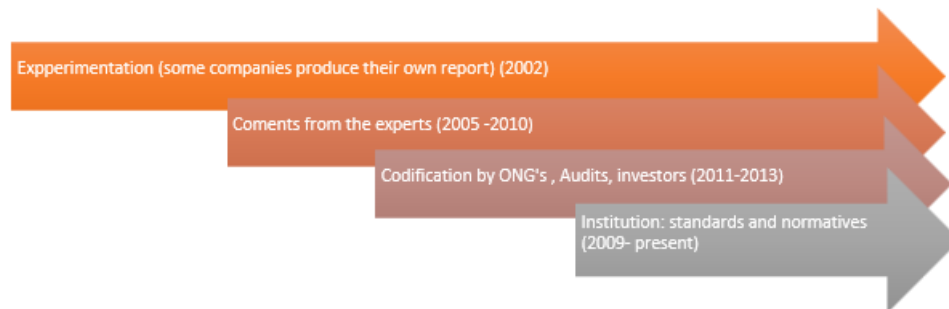 Expperimentation (some companies produce their own report) (2002)
Coments from the experts (2005 -2010)
Codification by ONG's , Audits, investors (2011-2013)
Institution: standards and normatives
(2009- present)